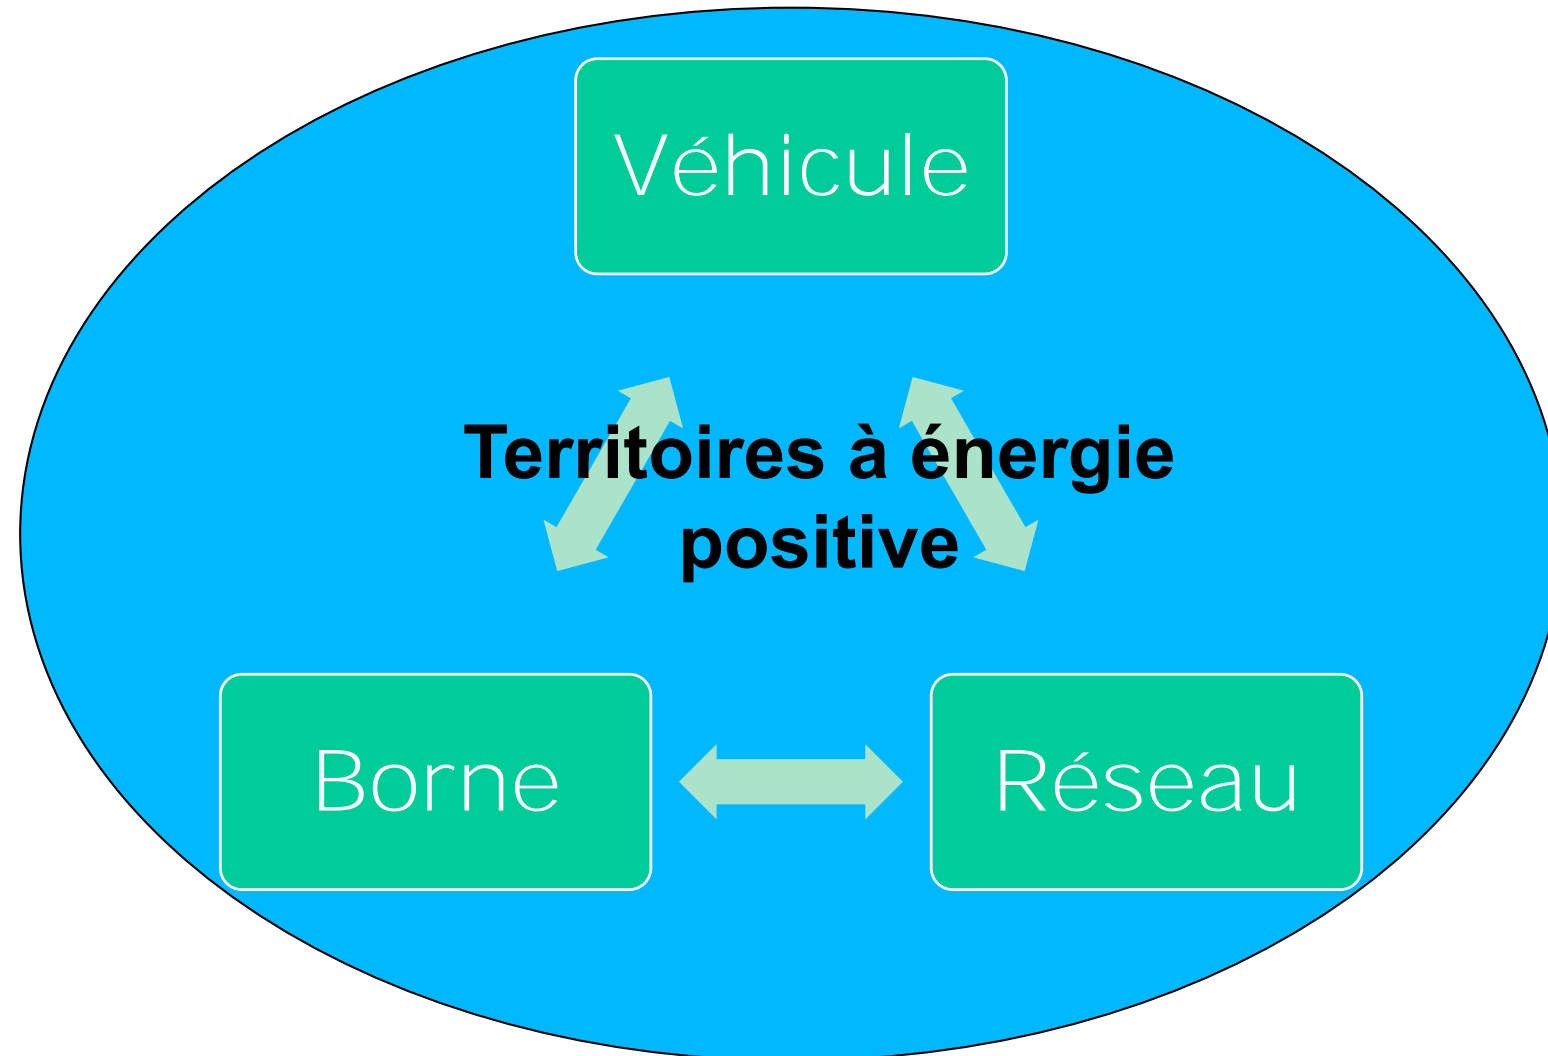 Véhicule
Territoires à énergie
positive
Borne
Réseau